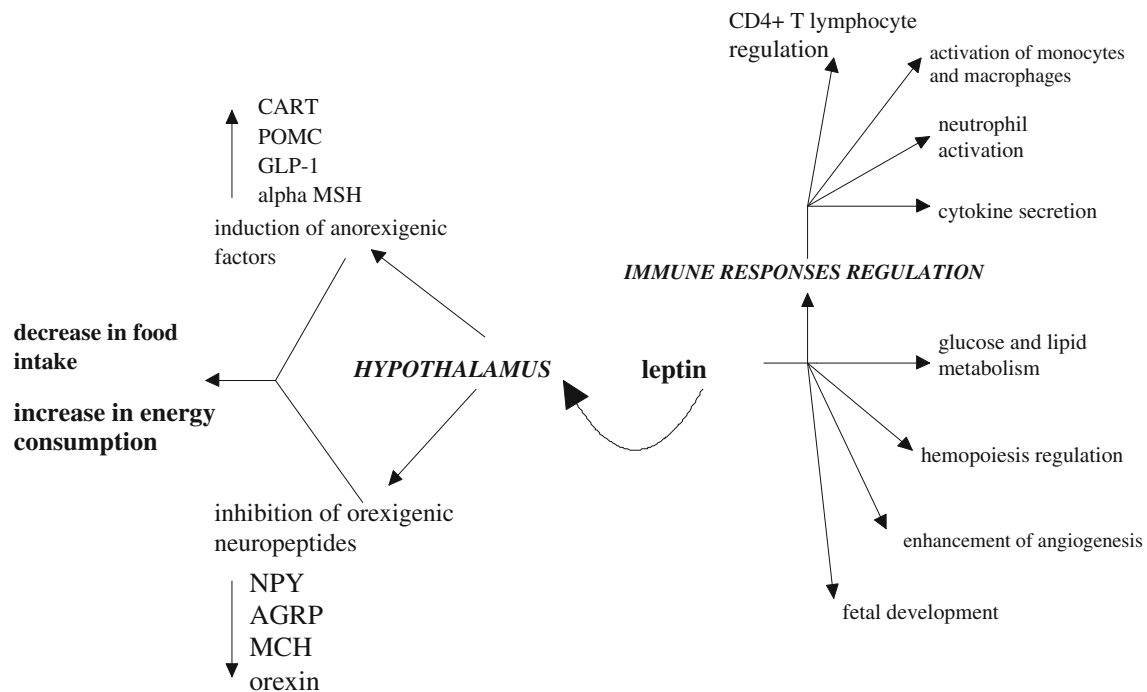 CART
POMC
GLP-1
alpha MSH
induction of anorexigenic
factors
decrease in food
intake
increase in energy
consumption
HYPOTHALAMUS
inhibition of orexigenic
neuropeptides
NPY
AGRP
MCH
orexin
leptin
CD4+ T lymphocyte
regulation
activation of monocytes
and macrophages
neutrophil
activation
cytokine secretion
IMMUNE RESPONSES REGULATION
glucose and lipid
metabolism
hemopoiesis regulation
enhancement of angiogenesis
fetal development